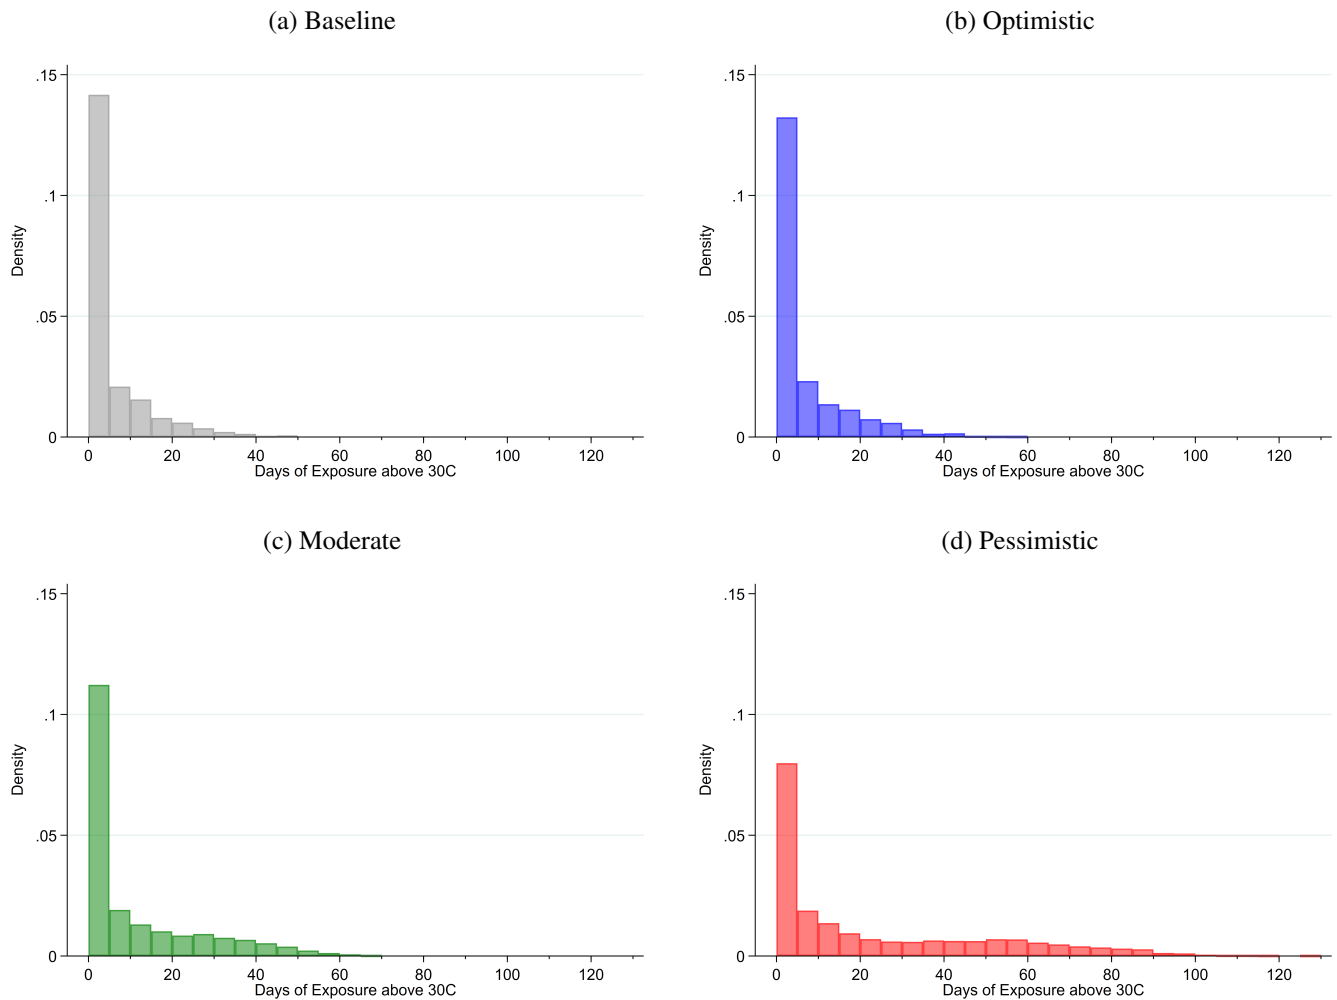 (a) Baseline
(b) Optimistic
.15
.1
.05
0
Density
0 20 40 60 80 100 120
Days of Exposure above 30C
.15
.1
.05
0
Density
0 20 40 60 80 100 120
Days of Exposure above 30C
(c) Moderate
(d) Pessimistic
.15
.1
.05
0
Density
0 20 40 60 80 100 120
Days of Exposure above 30C
.15
.1
.05
0
Density
0 20 40 60 80 100 120
Days of Exposure above 30C